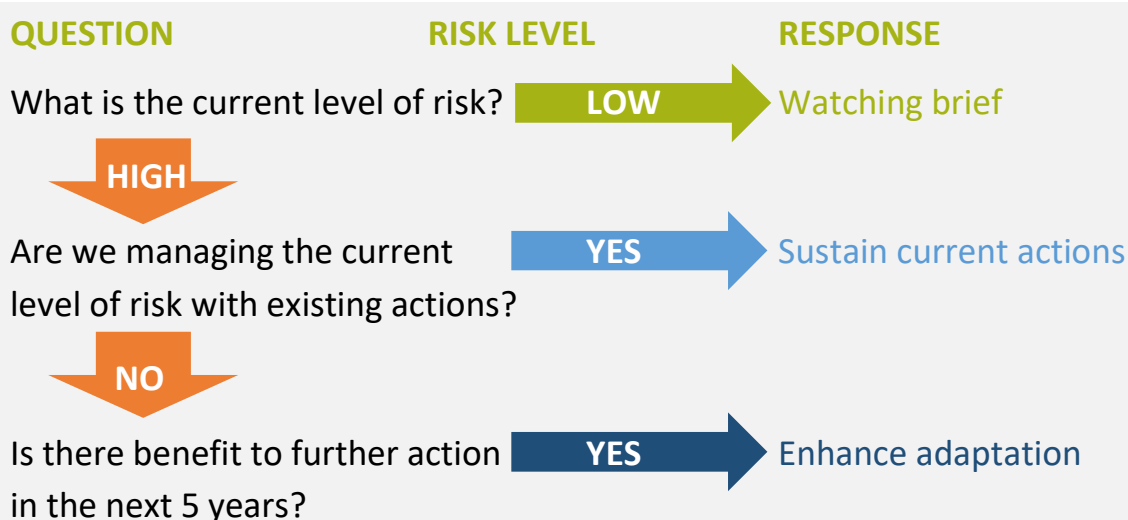 QUESTION RISK LEVEL RESPONSE
What is the current level of risk? LOW Watching brief
HIGH
Are we managing the current YES Sustain current actions
level of risk with existing actions?
NO
Is there benefit to further action YES Enhance adaptation
in the next 5 years?